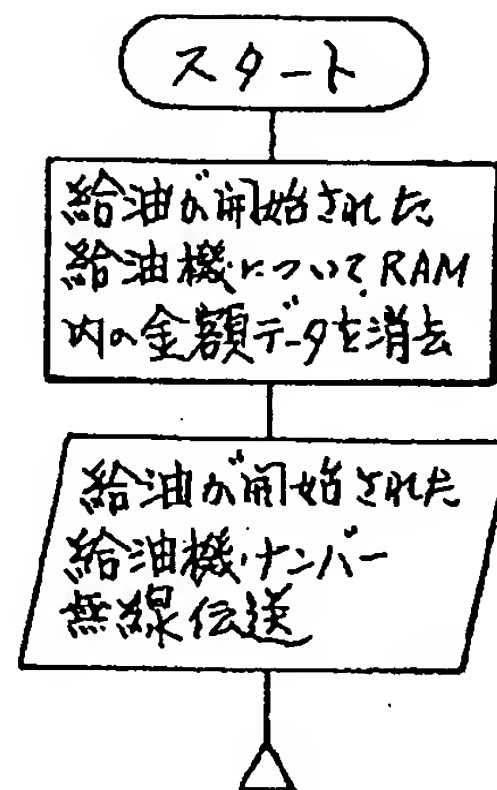 スタート
給油が開始された
給油機についてRAM
内の金額データを消去
給油が開始された
給油機ナンバー
無線伝送